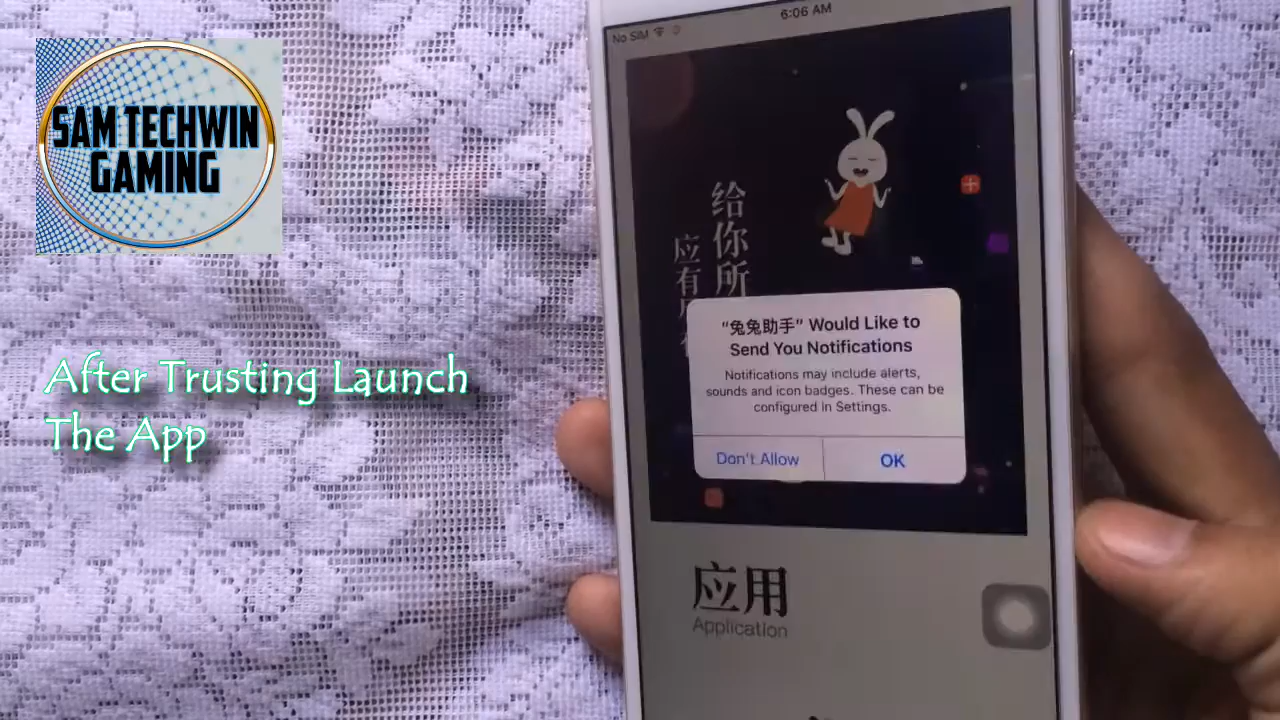 SAM TECHWIN
GAMING
After Trusting Launch
The App
No SIM
6:06 AM
给你所
应有
"兔兔助手" Would Like to
Send You Notifications
Notifications may include alerts,
sounds and icon badges. These can be
configured in Settings.
Don't Allow
OK
应用
Application